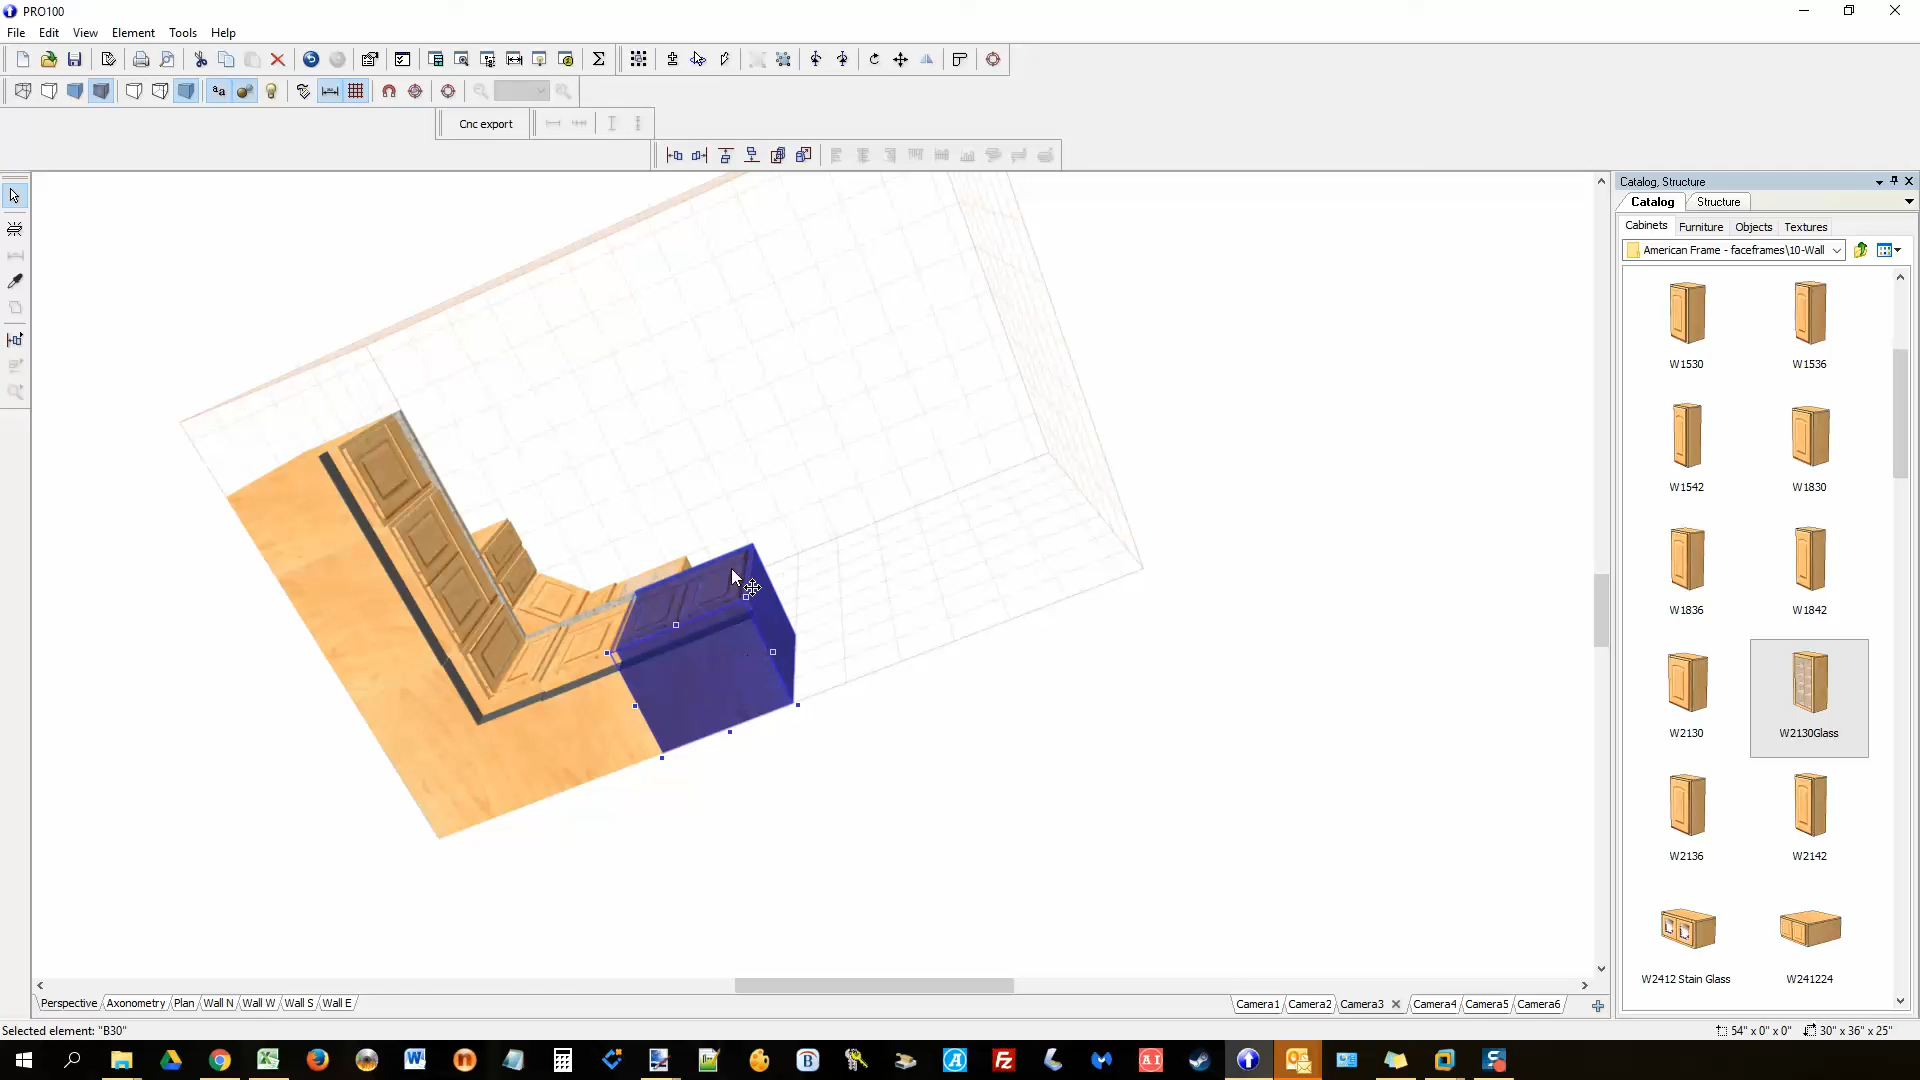 PRO100
File Edit View Element Tools Help
Cnc export
Catalog, Structure
Catalog Structure
Cabinets Furniture Objects Textures
American Frame - faceframes\10-Wall
W1530 W1536
W1542 W1830
W1836 W1842
W2130 W2130Glass
W2136 W2142
W2412 Stain Glass W241224
Perspective Axonometry Plan Wall N Wall W Wall S Wall E
Camera1 Camera2 Camera3 Camera4 Camera5 Camera6
Selected element: "B30" 54" x 0" x 0" 30" x 36" x 25"